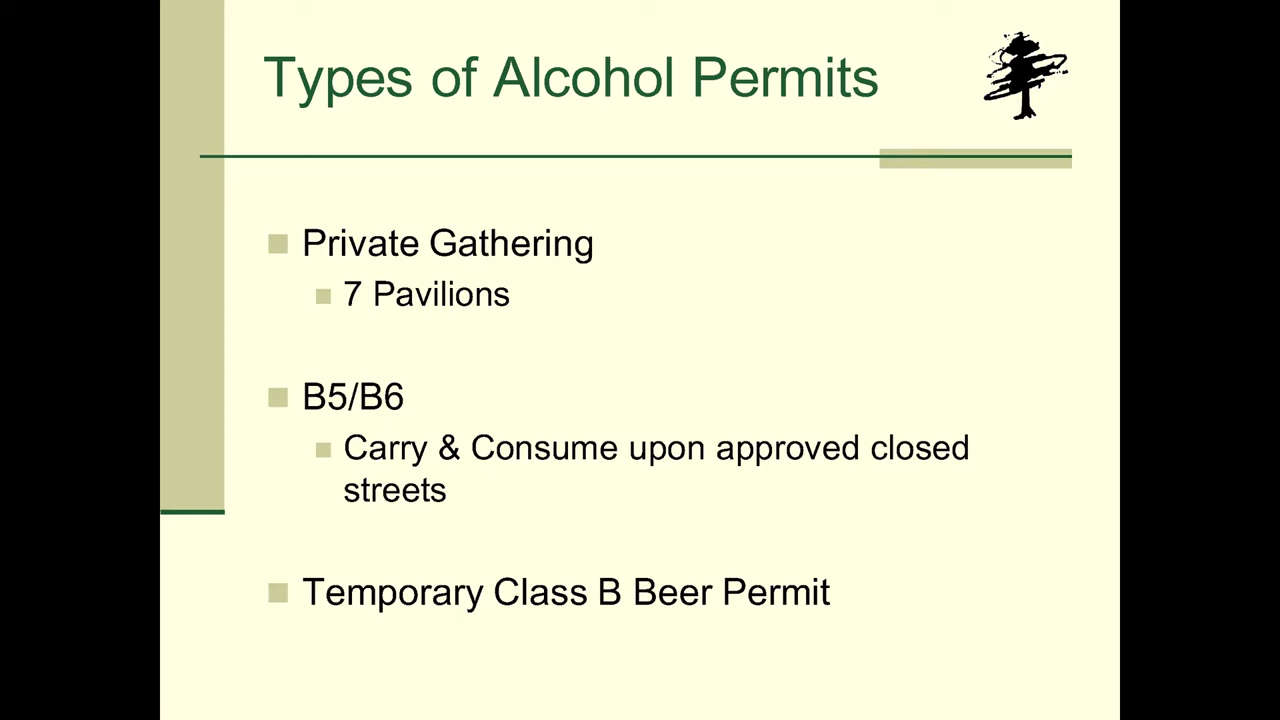 Types of Alcohol Permits
Private Gathering
7 Pavilions
B5/B6
Carry & Consume upon approved closed
streets
Temporary Class B Beer Permit